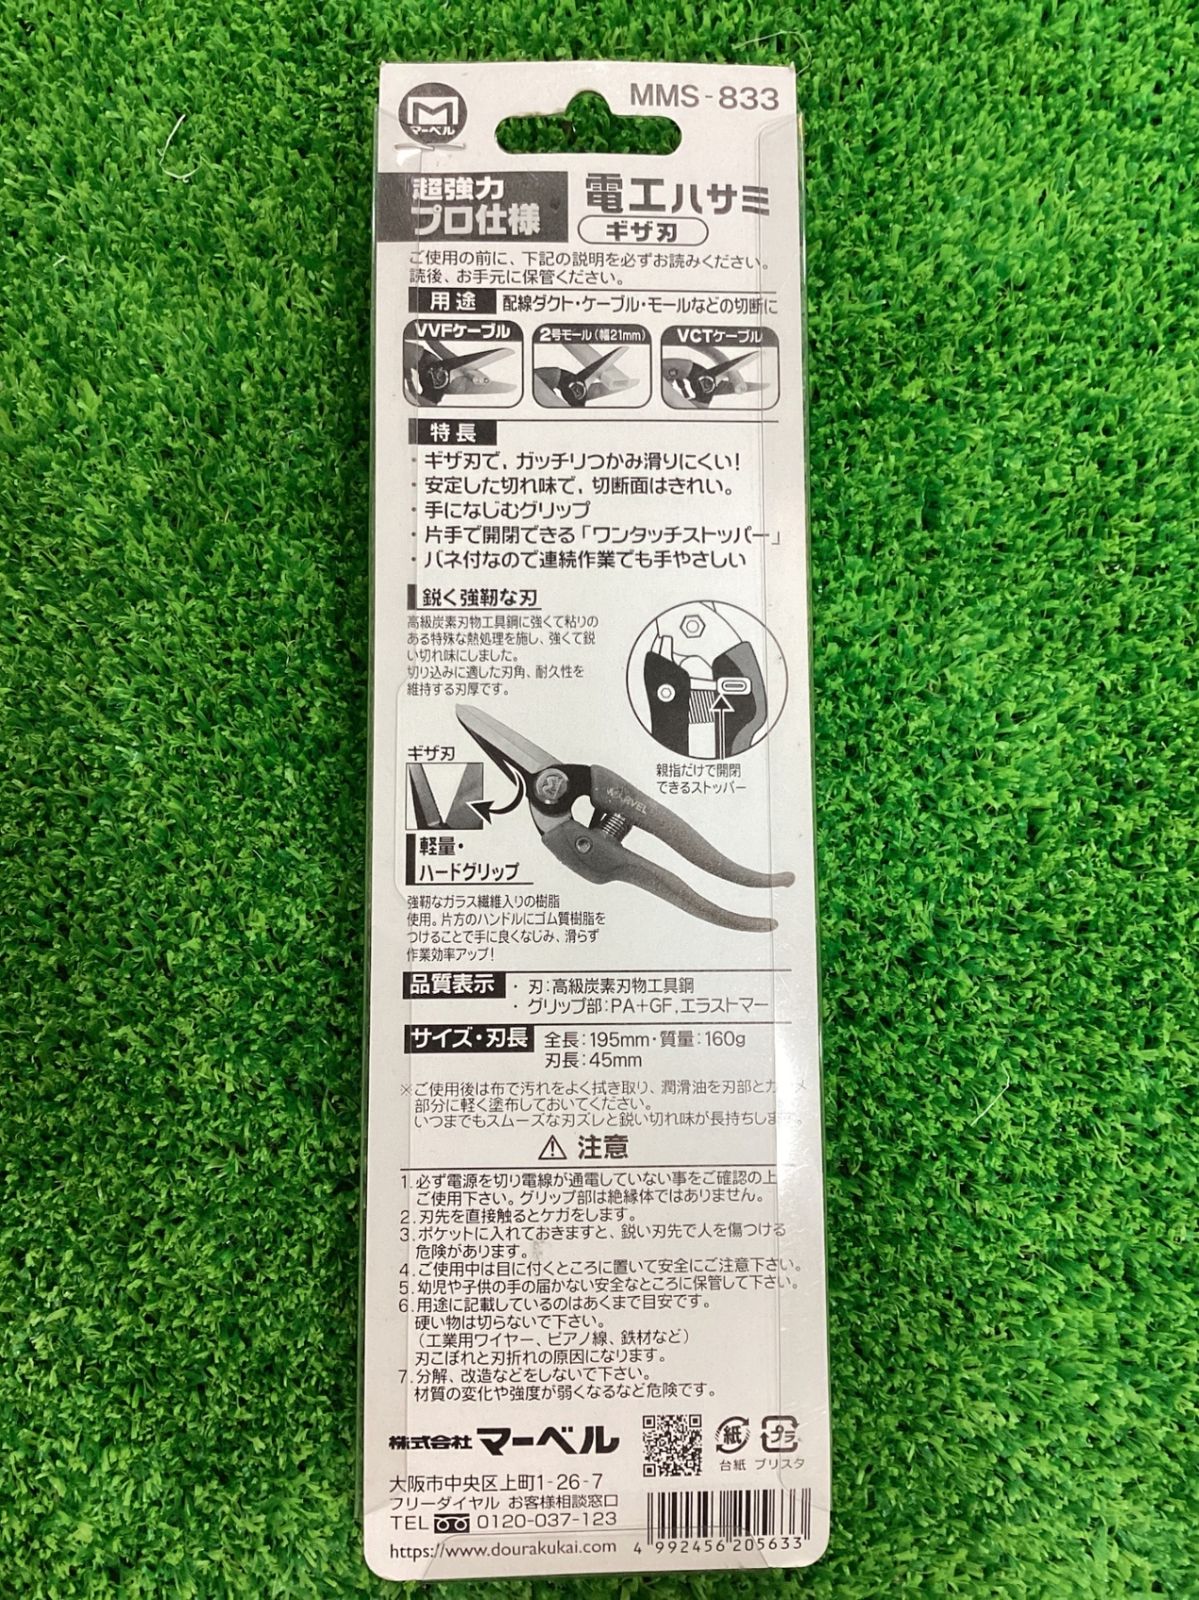 M
マーベル
MMS-833
超強力
プロ仕様
電工ハサミ
ギザ刃
ご使用の前に、下記の説明を必ずお読みください。
読後、お手元に保管ください。
用途 配線ダクト・ケーブル・モールなどの切断に
VVFケーブル 2号モール(幅21mm) VCTケーブル
特長
・ギザ刃で,ガッチリつかみ滑りにくい!
・安定した切れ味で,切断面はきれい。
・手になじむグリップ
・片手で開閉できる「ワンタッチストッパー」
・バネ付なので連続作業でも手やさしい
鋭く強靭な刃
高級炭素刃物工具鋼に強くて粘りの
ある特殊な熱処理を施し、強くて鋭
い切れ味にしました。
切り込みに適した刃角、耐久性を
維持する刃厚です。
親指だけで開閉
できるストッパー
ギザ刃
MARVEL
軽量・
ハードグリップ
強靭なガラス繊維入りの樹脂
使用。片方のハンドルにゴム質樹脂を
つけることで手に良くなじみ、滑らず
作業効率アップ!
品質表示 ・刃:高級炭素刃物工具鋼
・グリップ部:PA+GF,エラストマー
サイズ・刃長 全長:195mm・質量:160g
刃長:45mm
※ご使用後は布で汚れをよく拭き取り、潤滑油を刃部とカシメ
部分に軽く塗布しておいてください。
いつまでもスムーズな刃ズレと鋭い切れ味が長持ちします。
⚠ 注意
1.必ず電源を切り電線が通電していない事をご確認の上
ご使用下さい。グリップ部は絶縁体ではありません。
2.刃先を直接触るとケガをします。
3.ポケットに入れておきますと、鋭い刃先で人を傷つける
危険があります。
4.ご使用中は目に付くところに置いて安全にご注意下さい。
5.幼児や子供の手の届かない安全なところに保管して下さい。
6.用途に記載しているのはあくまで目安です。
硬い物は切らないで下さい。
(工業用ワイヤー、ピアノ線、鉄材など)
刃こぼれと刃折れの原因になります。
7.分解、改造などをしないで下さい。
材質の変化や強度が弱くなるなど危険です。
株式会社マーベル
紙 プラ
台紙 ブリスタ
大阪市中央区上町1-26-7
フリーダイヤル お客様相談窓口
TEL 0120-037-123
https://www.dourakukai.com
4 992456 205633